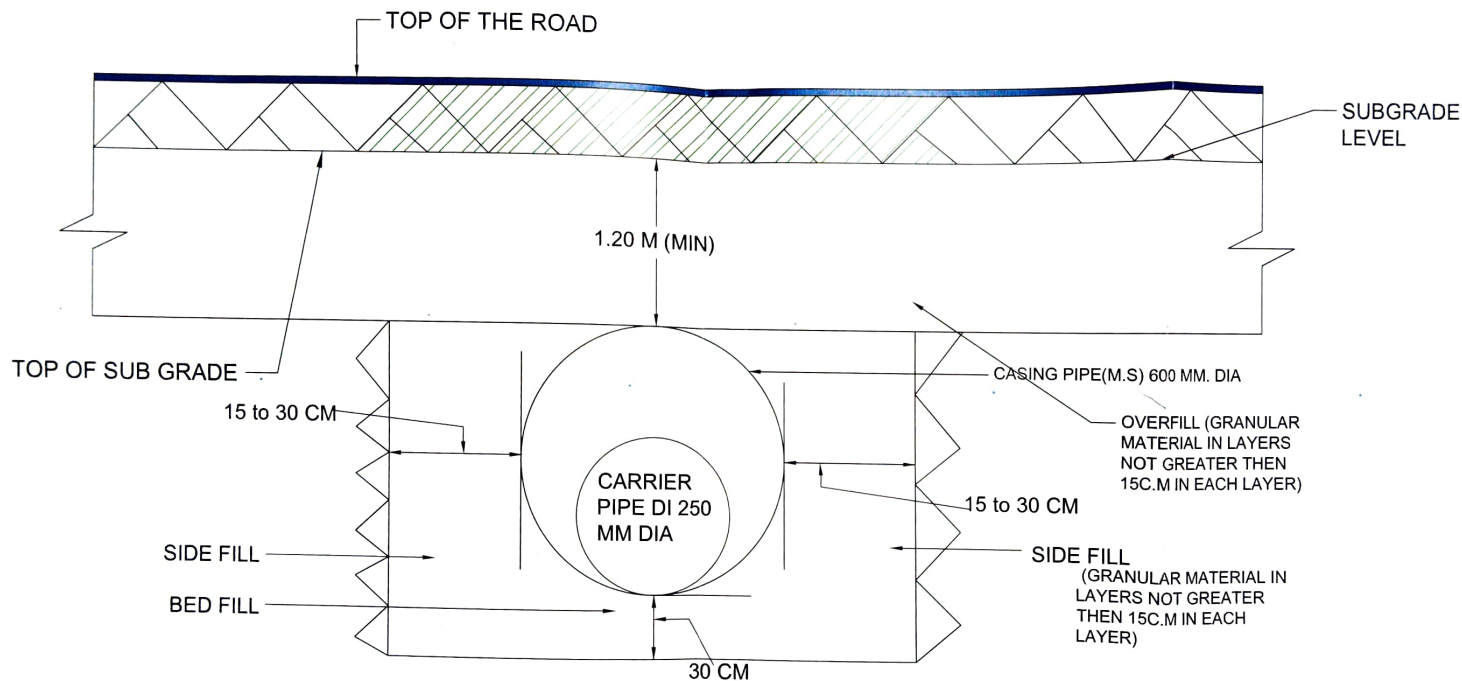 TOP OF THE ROAD
SUBGRADE
LEVEL
1.20 M (MIN)
TOP OF SUB GRADE
CASING PIPE(M.S) 600 MM. DIA
15 to 30 CM
OVERFILL (GRANULAR
MATERIAL IN LAYERS
NOT GREATER THEN
15C.M IN EACH LAYER)
CARRIER
PIPE DI 250
MM DIA
15 to 30 CM
SIDE FILL
SIDE FILL
(GRANULAR MATERIAL IN
LAYERS NOT GREATER
THEN 15C.M IN EACH
LAYER)
BED FILL
30 CM